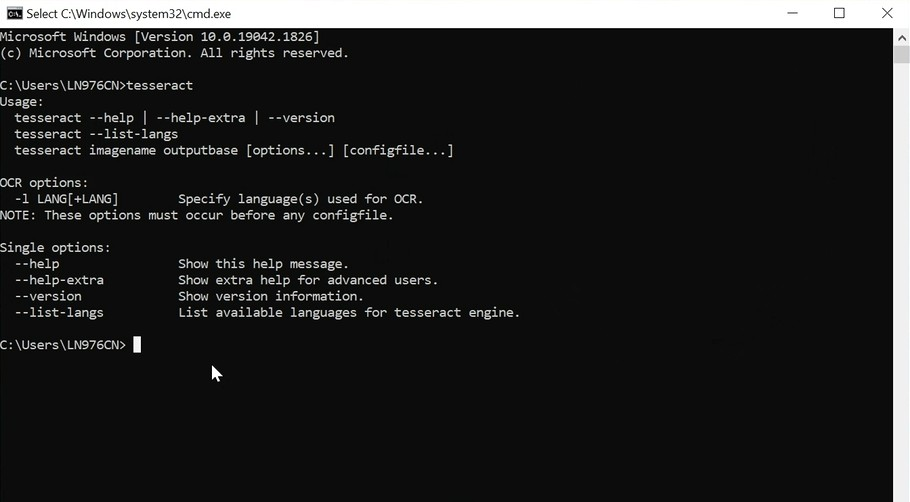 Select C:\Windows\system32\cmd.exe
Microsoft Windows [Version 10.0.19042.1826]
(c) Microsoft Corporation. All rights reserved.
C:\Users\LN976CN>tesseract
Usage:
  tesseract --help | --help-extra | --version
  tesseract --list-langs
  tesseract imagename outputbase [options...] [configfile...]
OCR options:
  -l LANG[+LANG]        Specify language(s) used for OCR.
NOTE: These options must occur before any configfile.
Single options:
  --help                Show this help message.
  --help-extra          Show extra help for advanced users.
  --version             Show version information.
  --list-langs          List available languages for tesseract engine.
C:\Users\LN976CN>